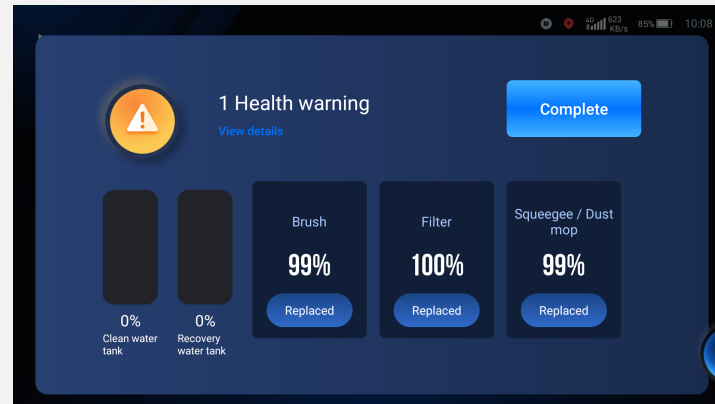 M
4G 623 KB/s 85% 10:08
1 Health warning
View details
Complete
0%
Clean water
tank
0%
Recovery
water tank
Brush
99%
Replaced
Filter
100%
Replaced
Squeegee / Dust
mop
99%
Replaced